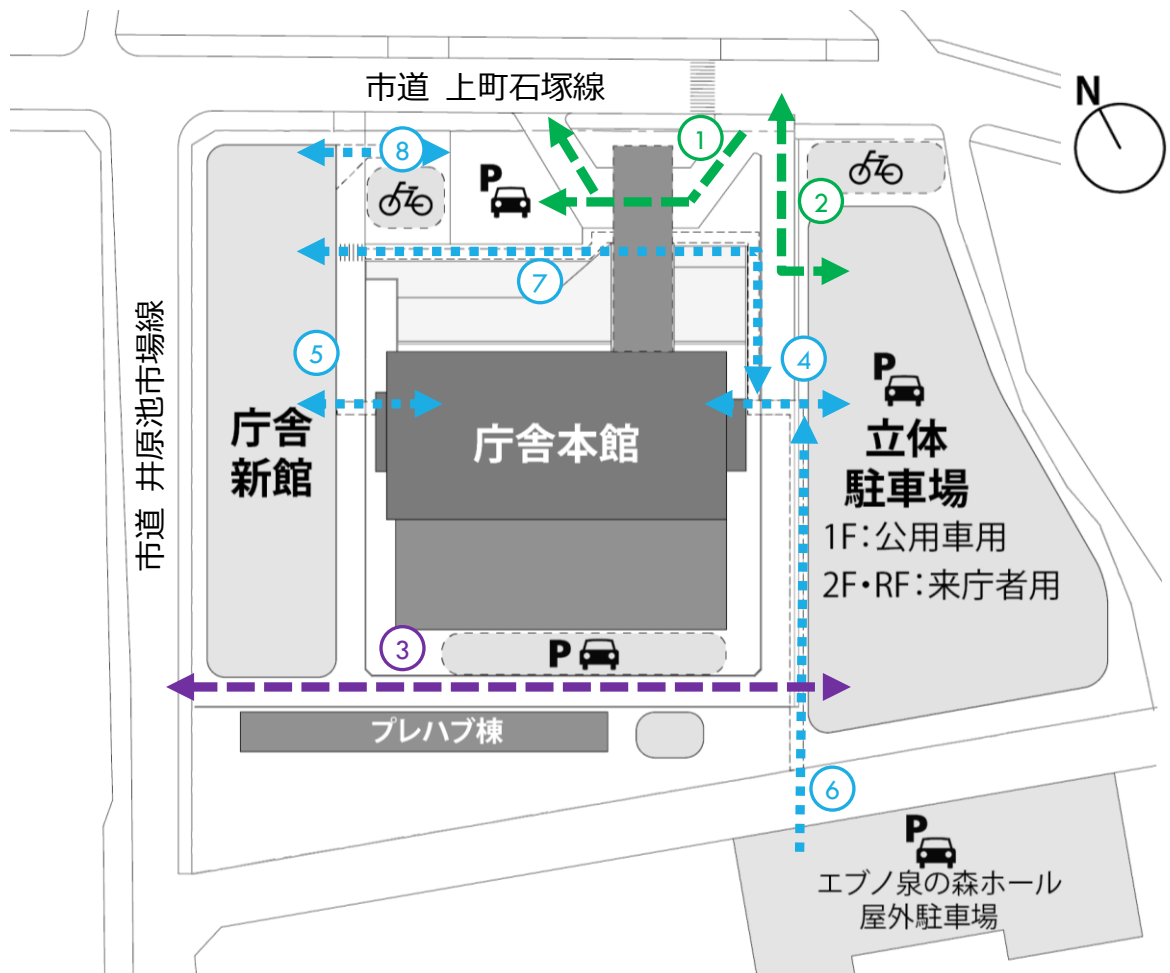 市道 上町石塚線
N
1
8
P
2
7
市道 井原池市場線
5
4
P
庁舎
新館
庁舎本館
立体
駐車場
1F:公用車用
2F・RF:来庁者用
3
P
プレハブ棟
6
P
エブノ泉の森ホール
屋外駐車場